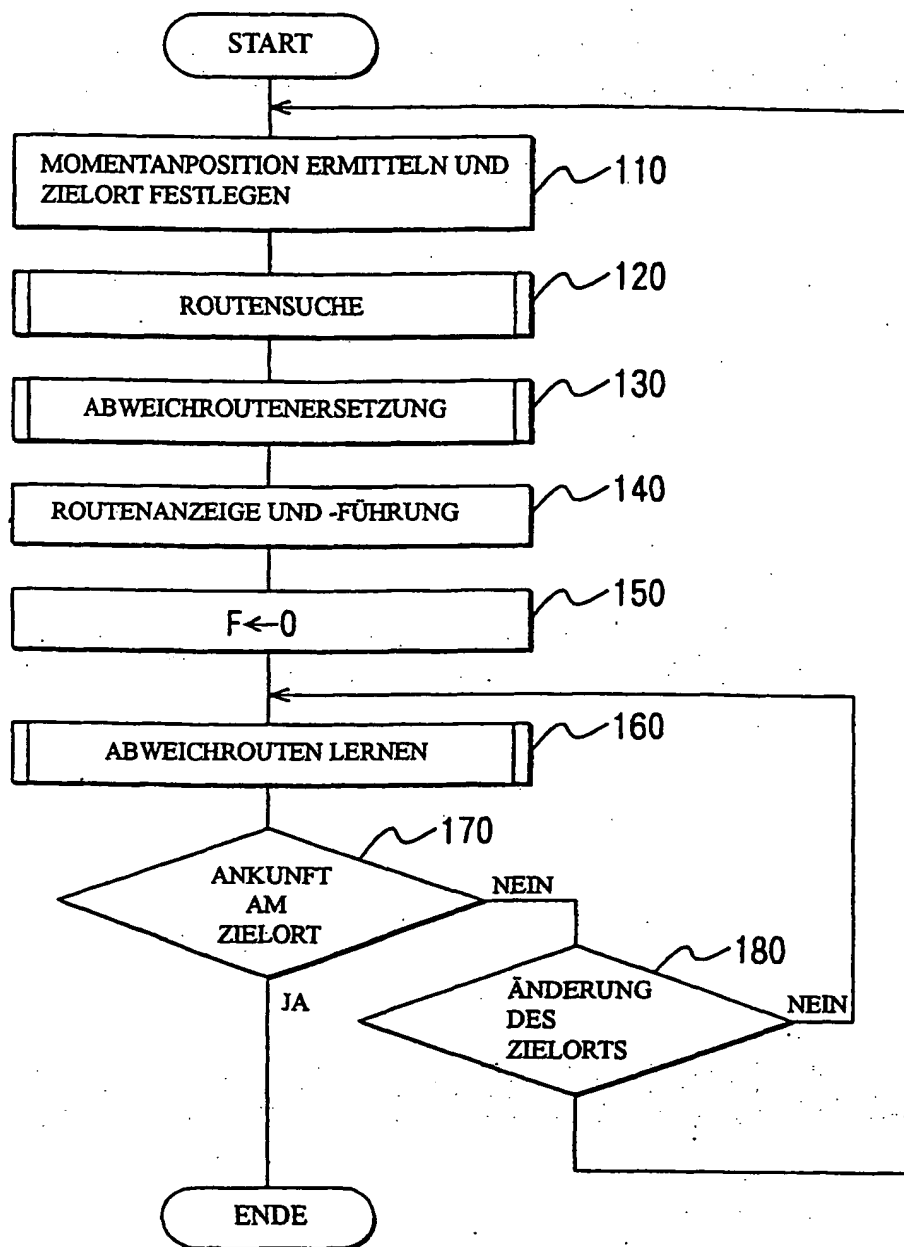 START
MOMENTANPOSITION ERMITTELN UND
ZIELORT FESTLEGEN
110
ROUTENSUCHE
120
ABWEICHROUTENERSETZUNG
130
ROUTENANZEIGE UND -FÜHRUNG
140
F←0
150
ABWEICHROUTEN LERNEN
160
170
ANKUNFT
AM
ZIELORT
NEIN
JA
180
ÄNDERUNG
DES
ZIELORTS
NEIN
ENDE